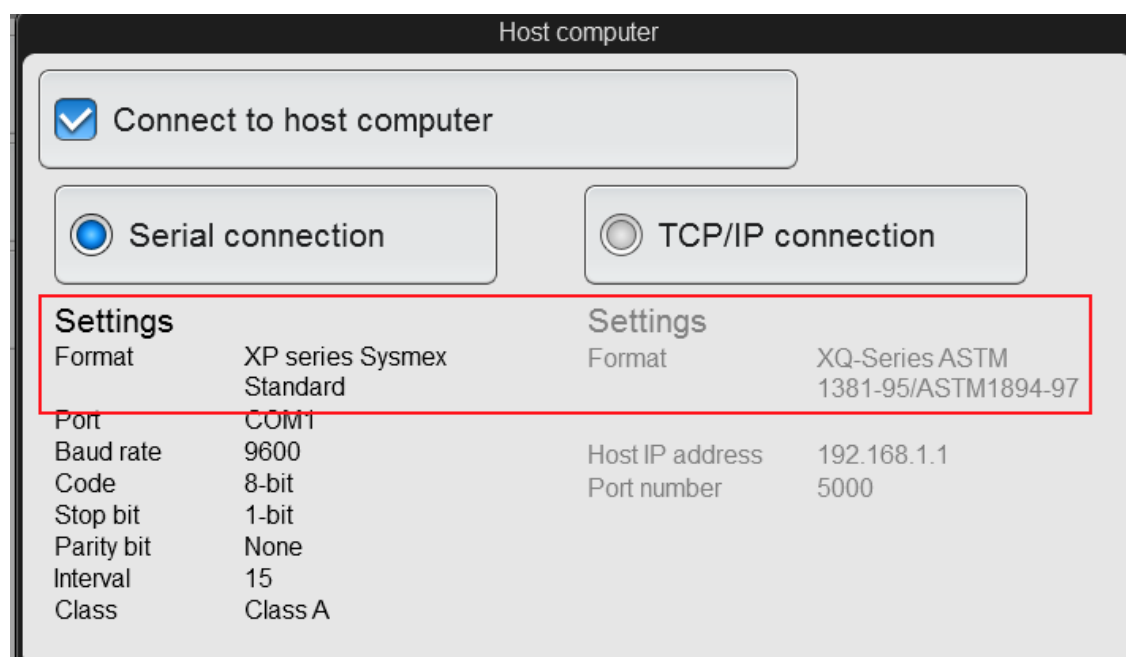 Host computer
Connect to host computer
Serial connection
TCP/IP connection
Settings
Format XP series Sysmex
Standard
Port COM1
Baud rate 9600
Code 8-bit
Stop bit 1-bit
Parity bit None
Interval 15
Class Class A
Settings
Format XQ-Series ASTM
1381-95/ASTM1894-97
Host IP address 192.168.1.1
Port number 5000